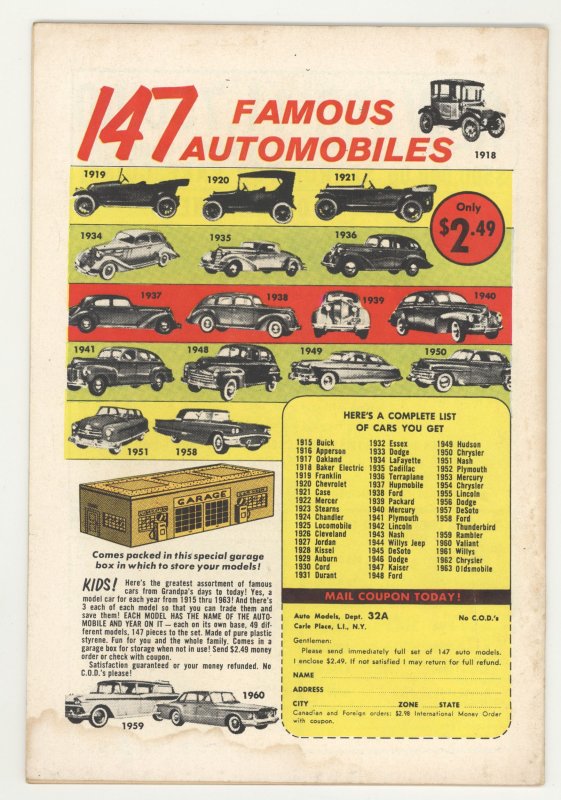 147 FAMOUS
AUTOMOBILES
1918
1919
1920
1921
Only
$2.49
1934
1935
1936
1937
1938
1939
1940
1941
1948
1949
1950
1951
1958
GARAGE
Comes packed in this special garage
box in which to store your models!
KIDS! Here's the greatest assortment of famous
cars from Grandpa's days to today! Yes, a
model car for each year from 1915 thru 1963! And there's
3 each of each model so that you can trade them and
save them! EACH MODEL HAS THE NAME OF THE AUTO-
MOBILE AND YEAR ON IT — each on its own base, 49 dif-
ferent models, 147 pieces to the set. Made of pure plastic
styrene. Fun for you and the whole family. Comes in a
garage box for storage when not in use! Send $2.49 money
order or check with coupon.
Satisfaction guaranteed or your money refunded. No
C.O.D.'s please!
1959
1960
HERE'S A COMPLETE LIST
OF CARS YOU GET
1915 Buick
1916 Apperson
1917 Oakland
1918 Baker Electric
1919 Franklin
1920 Chevrolet
1921 Case
1922 Mercer
1923 Stearns
1924 Chandler
1925 Locomobile
1926 Cleveland
1927 Jordan
1928 Kissel
1929 Auburn
1930 Cord
1931 Durant
1932 Essex
1933 Dodge
1934 LaFayette
1935 Cadillac
1936 Terraplane
1937 Hupmobile
1938 Ford
1939 Packard
1940 Mercury
1941 Plymouth
1942 Lincoln
1943 Nash
1944 Willys Jeep
1945 DeSoto
1946 Dodge
1947 Kaiser
1948 Ford
1949 Hudson
1950 Chrysler
1951 Nash
1952 Plymouth
1953 Mercury
1954 Chrysler
1955 Lincoln
1956 Dodge
1957 DeSoto
1958 Ford
Thunderbird
1959 Rambler
1960 Valiant
1961 Willys
1962 Chrysler
1963 Oldsmobile
MAIL COUPON TODAY!
Auto Models, Dept. 32A No C.O.D.'s
Carle Place, L.I., N.Y.
Gentlemen:
Please send immediately full set of 147 auto models.
I enclose $2.49. If not satisfied I may return for full refund.
NAME
ADDRESS
CITY ZONE STATE
Canadian and Foreign orders: $2.98 International Money Order
with coupon.